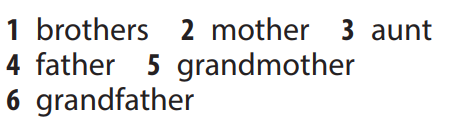 1 brothers 2 mother 3 aunt
4 father 5 grandmother
6 grandfather